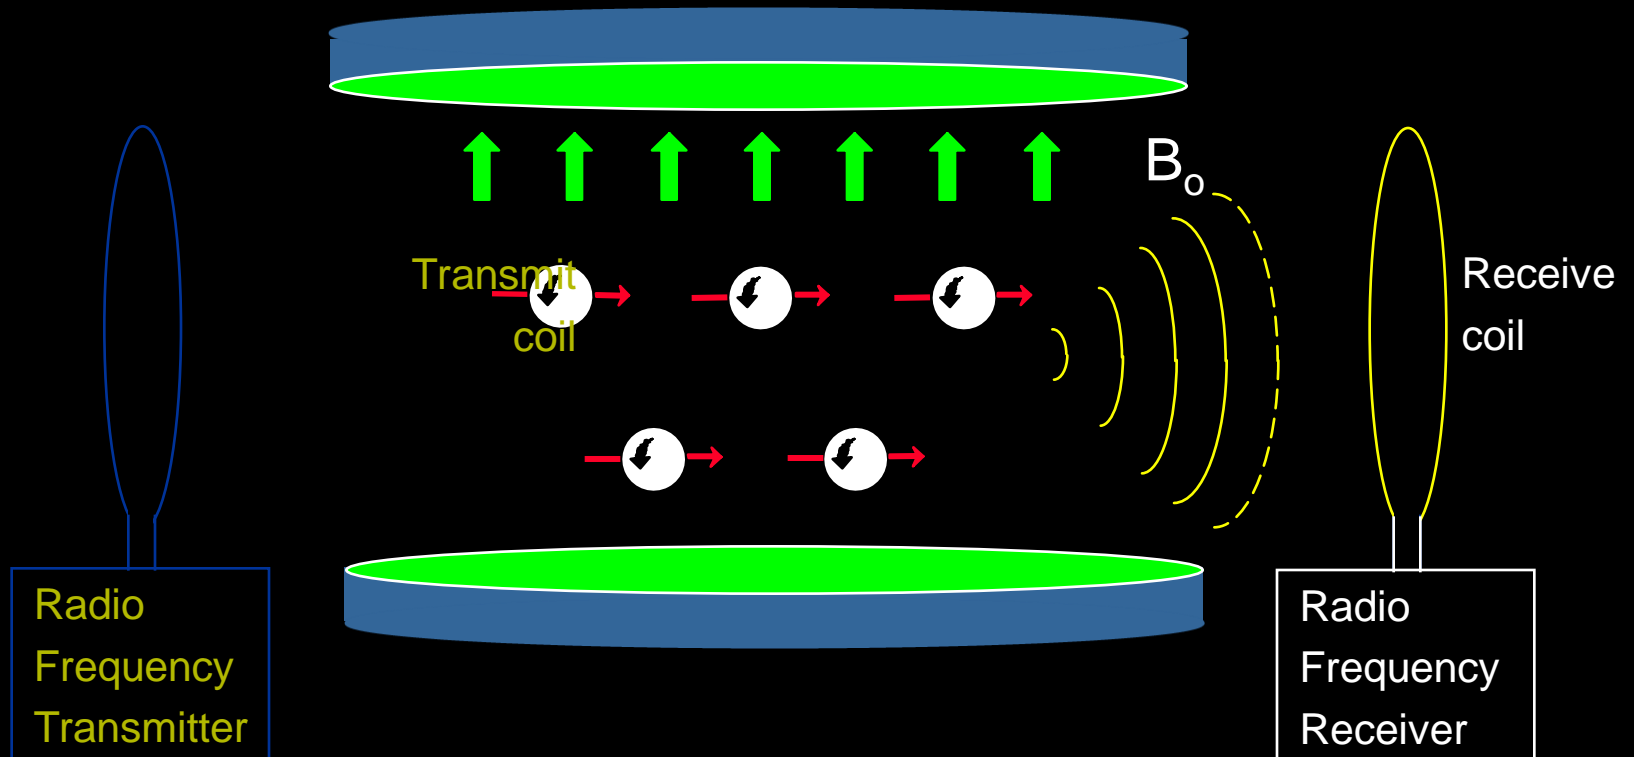 B₀
Transmit
coil
Receive
coil
Radio
Frequency
Transmitter
Radio
Frequency
Receiver